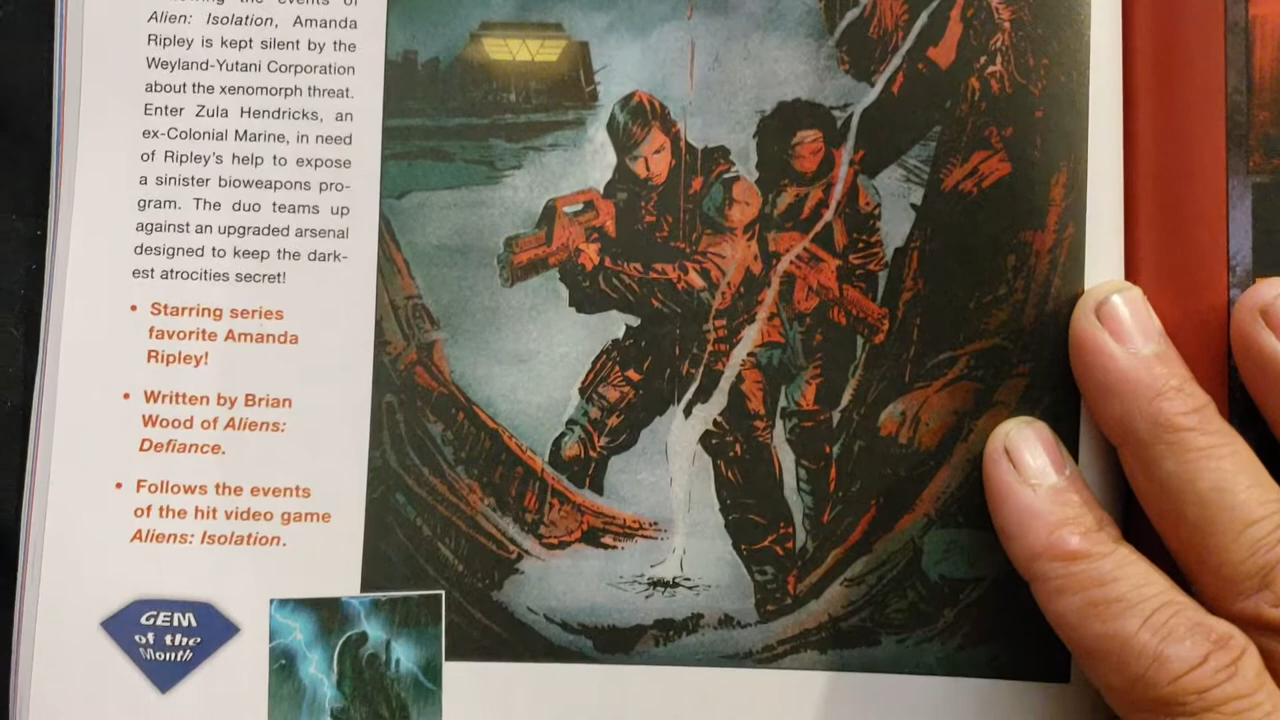 the events of
Alien: Isolation, Amanda
Ripley is kept silent by the
Weyland-Yutani Corporation
about the xenomorph threat.
Enter Zula Hendricks, an
ex-Colonial Marine, in need
of Ripley's help to expose
a sinister bioweapons pro-
gram. The duo teams up
against an upgraded arsenal
designed to keep the dark-
est atrocities secret!
• Starring series
favorite Amanda
Ripley!
• Written by Brian
Wood of Aliens:
Defiance.
• Follows the events
of the hit video game
Aliens: Isolation.
GEM
of the
Month